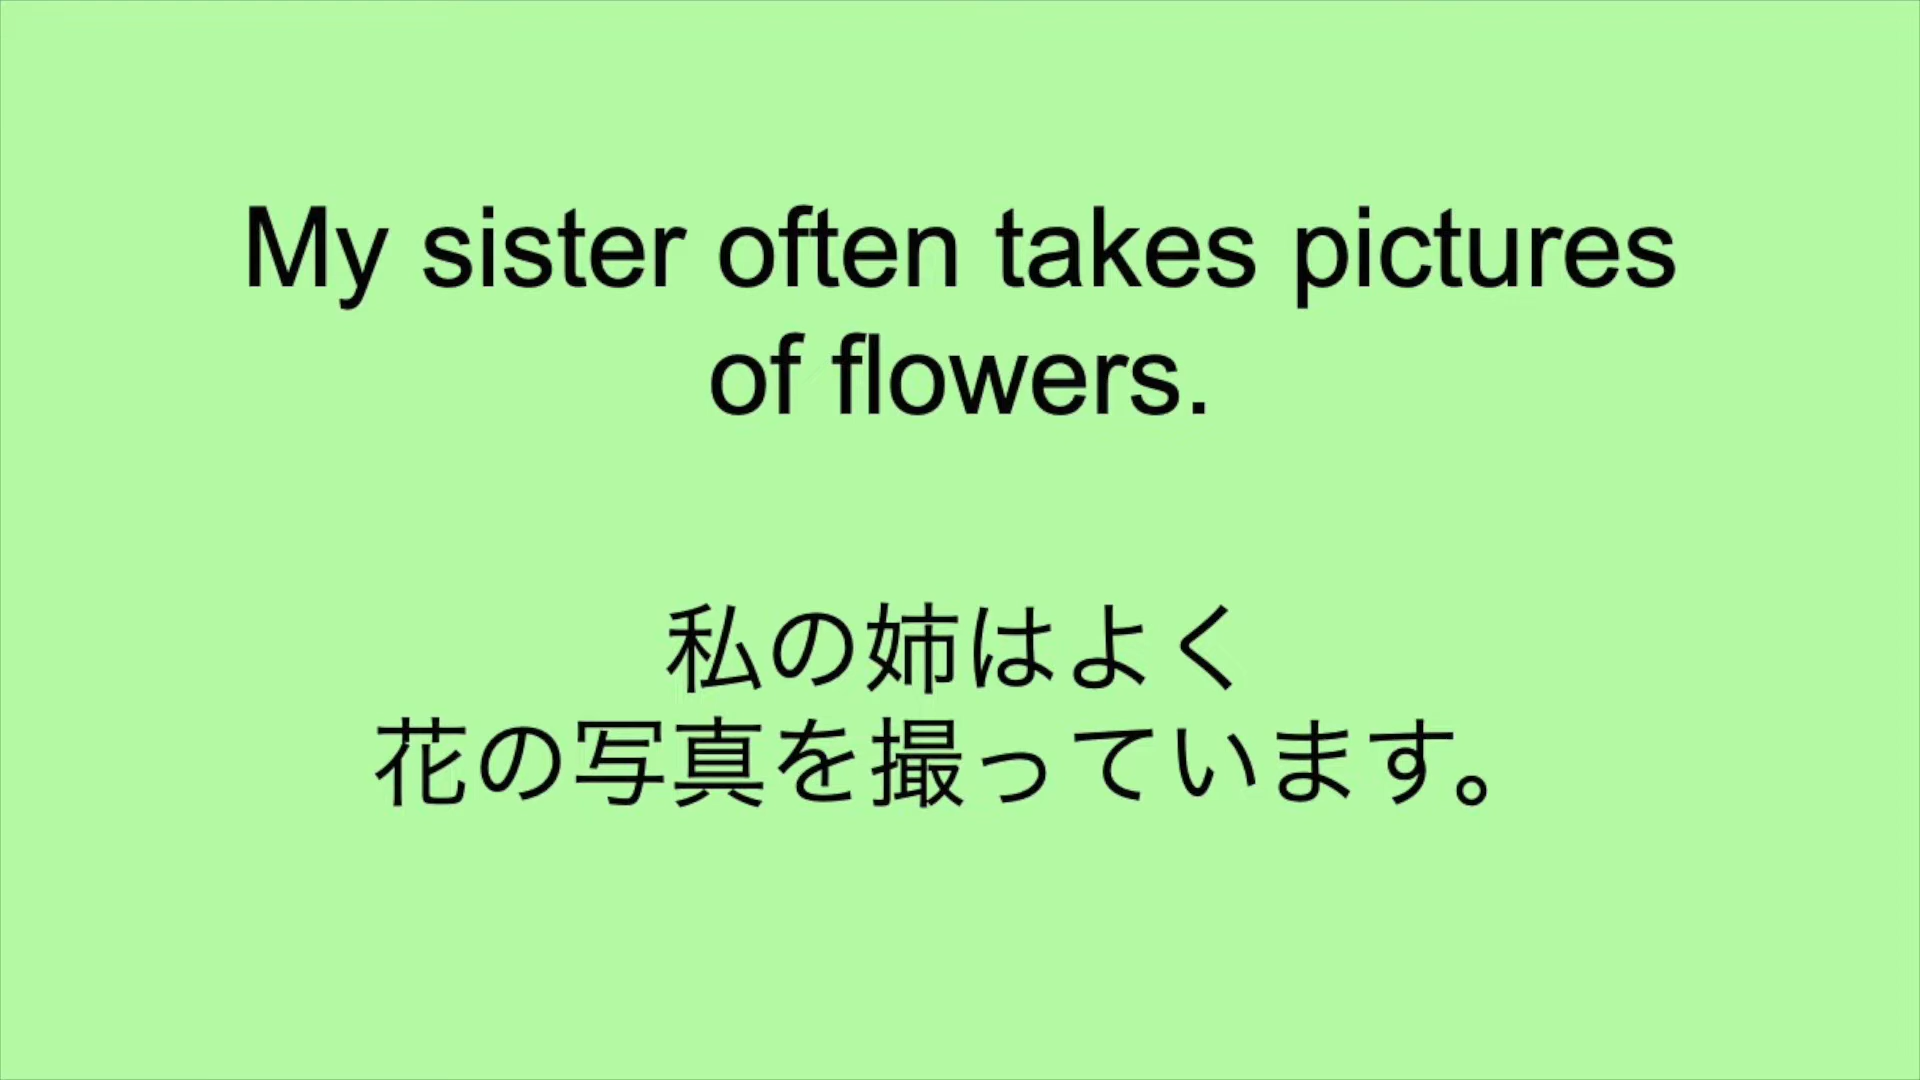 My sister often takes pictures
of flowers.
私の姉はよく
花の写真を撮っています。